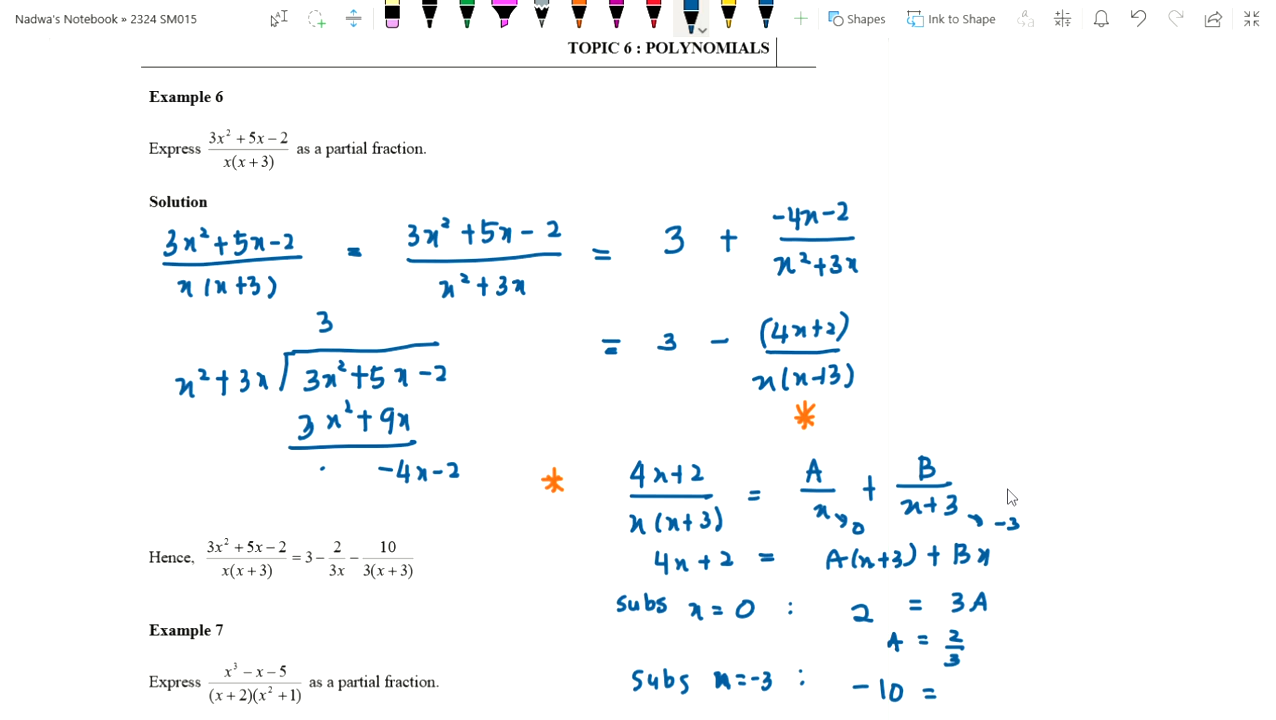 Nadwa's Notebook » 2324 SM015
Shapes
Ink to Shape
TOPIC 6 : POLYNOMIALS
Example 6
Express (3x² + 5x − 2)/(x(x + 3)) as a partial fraction.
Solution
(3x² + 5x − 2)/(x(x + 3)) = (3x² + 5x − 2)/(x² + 3x) = 3 + (−4x − 2)/(x² + 3x)
= 3 − (4x + 2)/(x(x + 3))
*
3
x² + 3x √ 3x² + 5x − 2
3x² + 9x
. −4x − 2
* (4x + 2)/(x(x + 3)) = A/x + B/(x + 3)
→ 0 → −3
4x + 2 = A(x + 3) + Bx
subs x = 0 : 2 = 3A
A = 2/3
subs x = −3 : −10 =
Hence, (3x² + 5x − 2)/(x(x + 3)) = 3 − 2/(3x) − 10/(3(x + 3))
Example 7
Express (x³ − x − 5)/((x + 2)(x² + 1)) as a partial fraction.